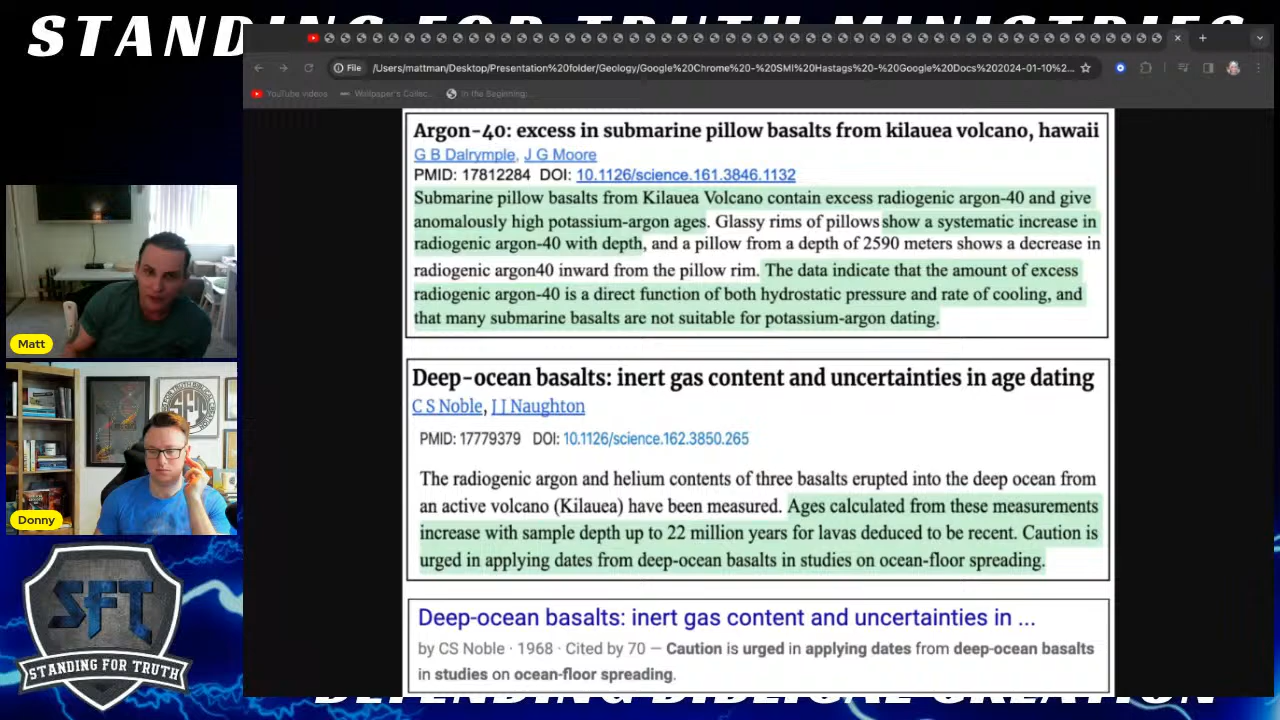 STANDING FOR TRUTH MINISTRIES
File
/Users/mattman/Desktop/Presentation%20folder/Geology/Google%20Chrome%20-%20SMI%20Hastags%20-%20Google%20Docs%202024-01-10%2...
YouTube videos
Wallpaper's Collec...
In the Beginning:...
Argon-40: excess in submarine pillow basalts from kilauea volcano, hawaii
G B Dalrymple, J G Moore
PMID: 17812284 DOI: 10.1126/science.161.3846.1132
Submarine pillow basalts from Kilauea Volcano contain excess radiogenic argon-40 and give
anomalously high potassium-argon ages. Glassy rims of pillows show a systematic increase in
radiogenic argon-40 with depth, and a pillow from a depth of 2590 meters shows a decrease in
radiogenic argon40 inward from the pillow rim. The data indicate that the amount of excess
radiogenic argon-40 is a direct function of both hydrostatic pressure and rate of cooling, and
that many submarine basalts are not suitable for potassium-argon dating.
Deep-ocean basalts: inert gas content and uncertainties in age dating
C S Noble, J J Naughton
PMID: 17779379 DOI: 10.1126/science.162.3850.265
The radiogenic argon and helium contents of three basalts erupted into the deep ocean from
an active volcano (Kilauea) have been measured. Ages calculated from these measurements
increase with sample depth up to 22 million years for lavas deduced to be recent. Caution is
urged in applying dates from deep-ocean basalts in studies on ocean-floor spreading.
Deep-ocean basalts: inert gas content and uncertainties in ...
by CS Noble · 1968 · Cited by 70 — Caution is urged in applying dates from deep-ocean basalts
in studies on ocean-floor spreading.
Matt
Donny
SFT
STANDING FOR TRUTH
DEFENDING BIBLICAL CREATION